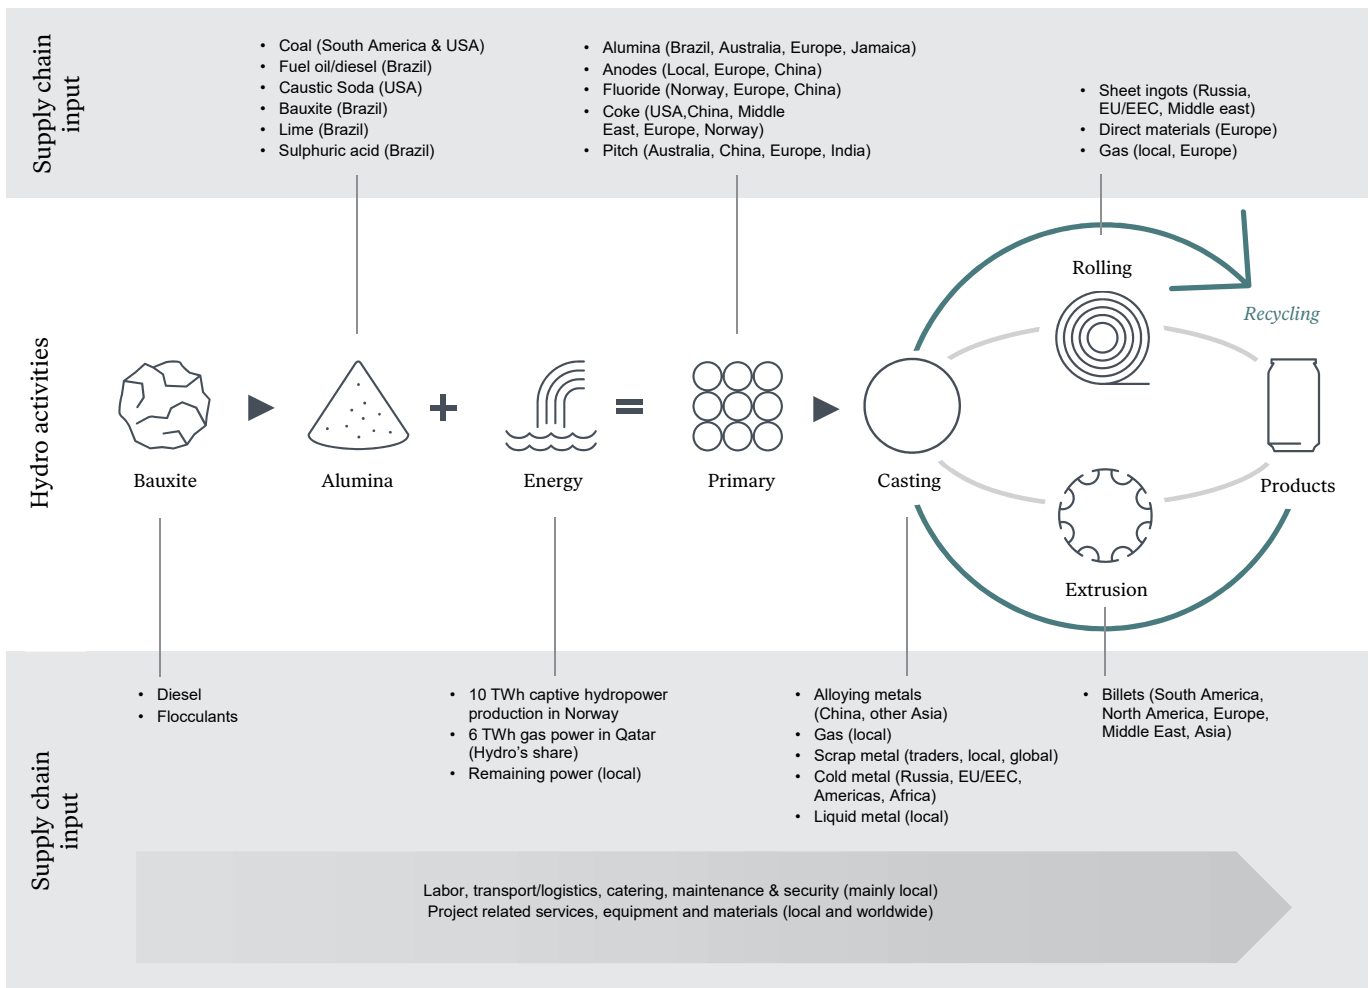 Supply chain
input
• Coal (South America & USA)
• Fuel oil/diesel (Brazil)
• Caustic Soda (USA)
• Bauxite (Brazil)
• Lime (Brazil)
• Sulphuric acid (Brazil)
• Alumina (Brazil, Australia, Europe, Jamaica)
• Anodes (Local, Europe, China)
• Fluoride (Norway, Europe, China)
• Coke (USA,China, Middle
East, Europe, Norway)
• Pitch (Australia, China, Europe, India)
• Sheet ingots (Russia,
EU/EEC, Middle east)
• Direct materials (Europe)
• Gas (local, Europe)
Hydro activities
Bauxite
Alumina
Energy
Primary
Casting
Rolling
Recycling
Products
Extrusion
Supply chain
input
• Diesel
• Flocculants
• 10 TWh captive hydropower
production in Norway
• 6 TWh gas power in Qatar
(Hydro’s share)
• Remaining power (local)
• Alloying metals
(China, other Asia)
• Gas (local)
• Scrap metal (traders, local, global)
• Cold metal (Russia, EU/EEC,
Americas, Africa)
• Liquid metal (local)
• Billets (South America,
North America, Europe,
Middle East, Asia)
Labor, transport/logistics, catering, maintenance & security (mainly local)
Project related services, equipment and materials (local and worldwide)